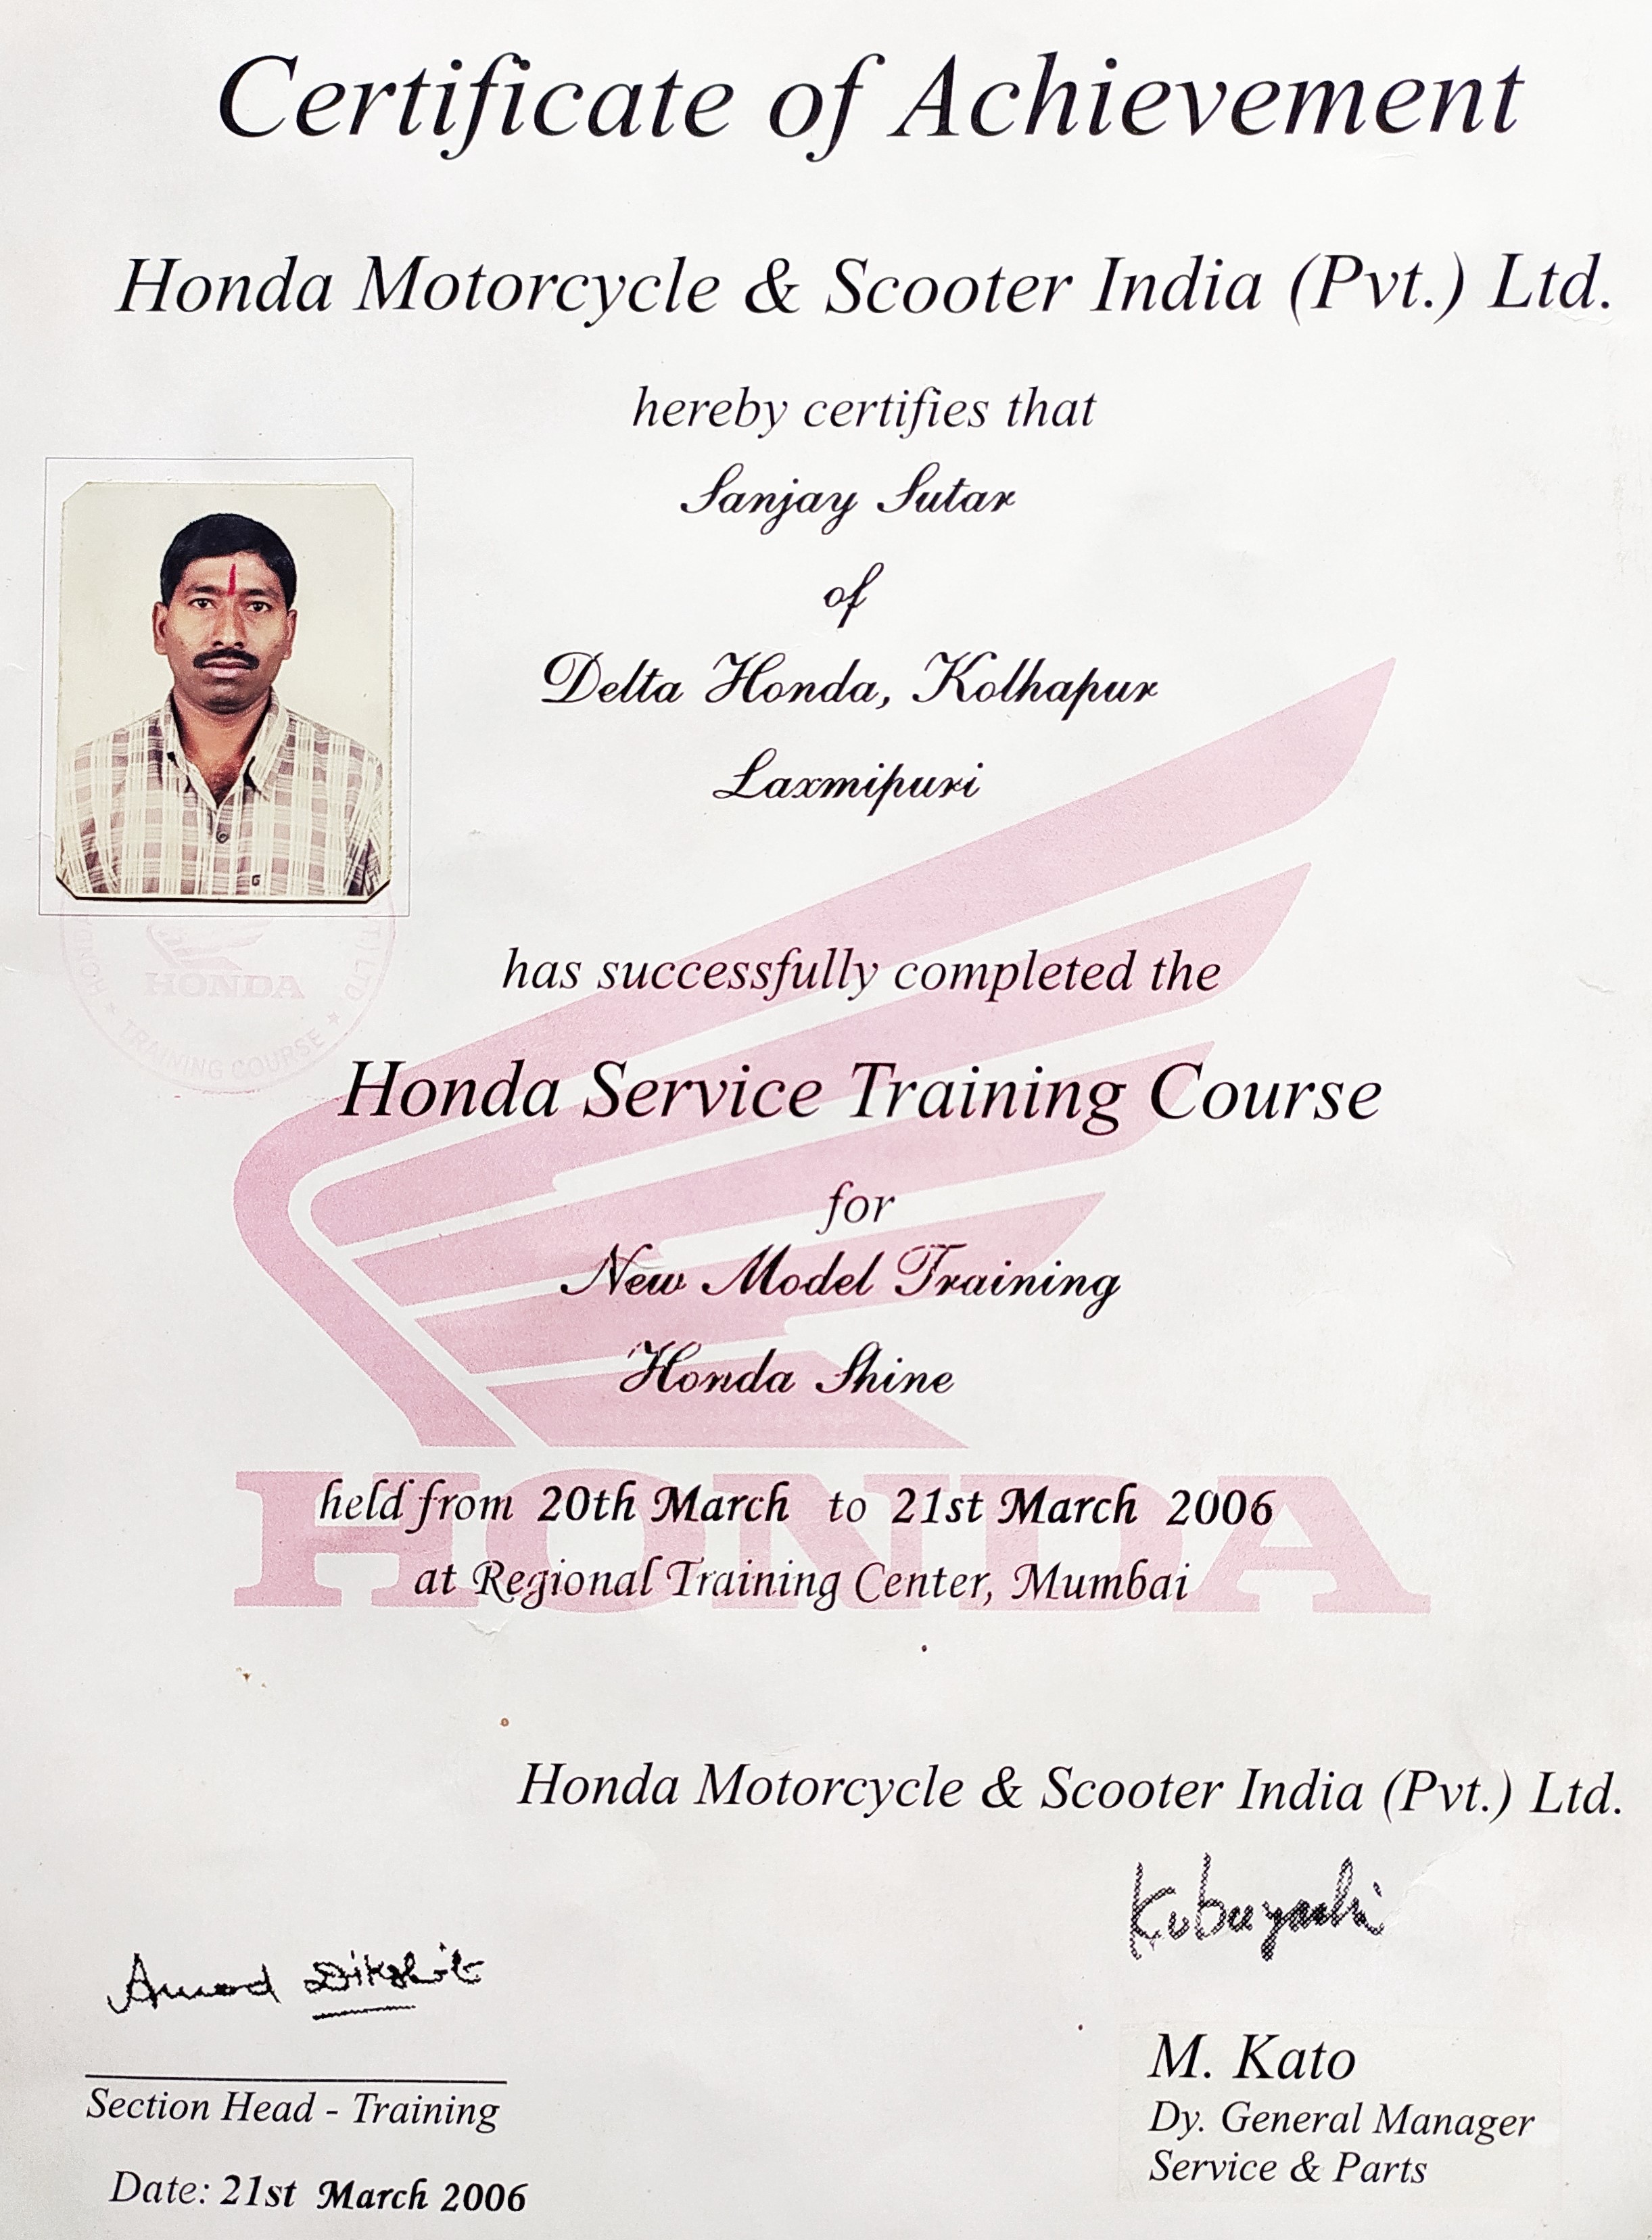 Certificate of Achievement
Honda Motorcycle & Scooter India (Pvt.) Ltd.
hereby certifies that
Sanjay Sutar
of
Delta Honda, Kolhapur
Laxmipuri
HONDA
TRAINING COURSE
has successfully completed the
Honda Service Training Course
for
New Model Training
Honda Shine
HONDA
held from 20th March to 21st March 2006
at Regional Training Center, Mumbai
Honda Motorcycle & Scooter India (Pvt.) Ltd.
Kobayashi
Dikshit
M. Kato
Section Head - Training
Dy. General Manager
Service & Parts
Date: 21st March 2006